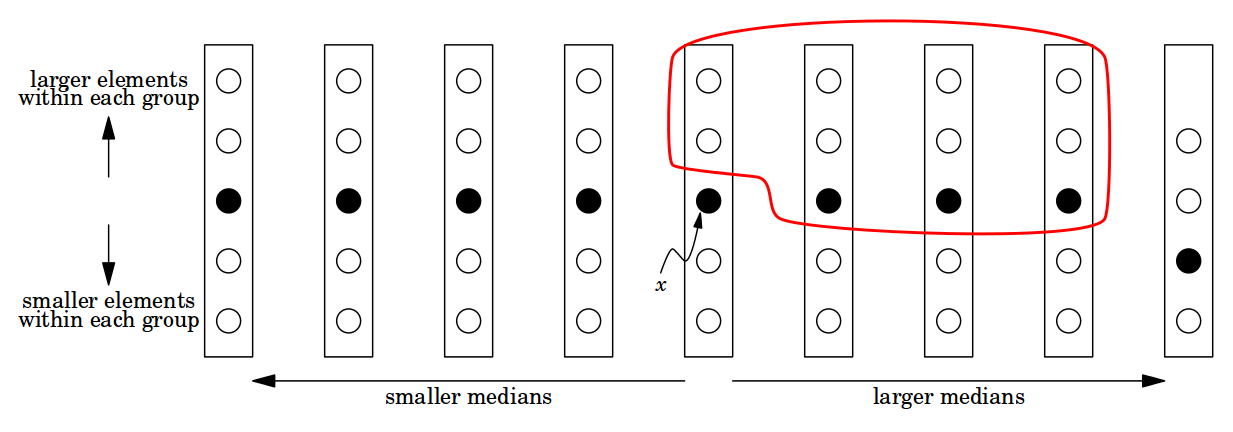 larger elements
within each group
smaller elements
within each group
x
smaller medians
larger medians